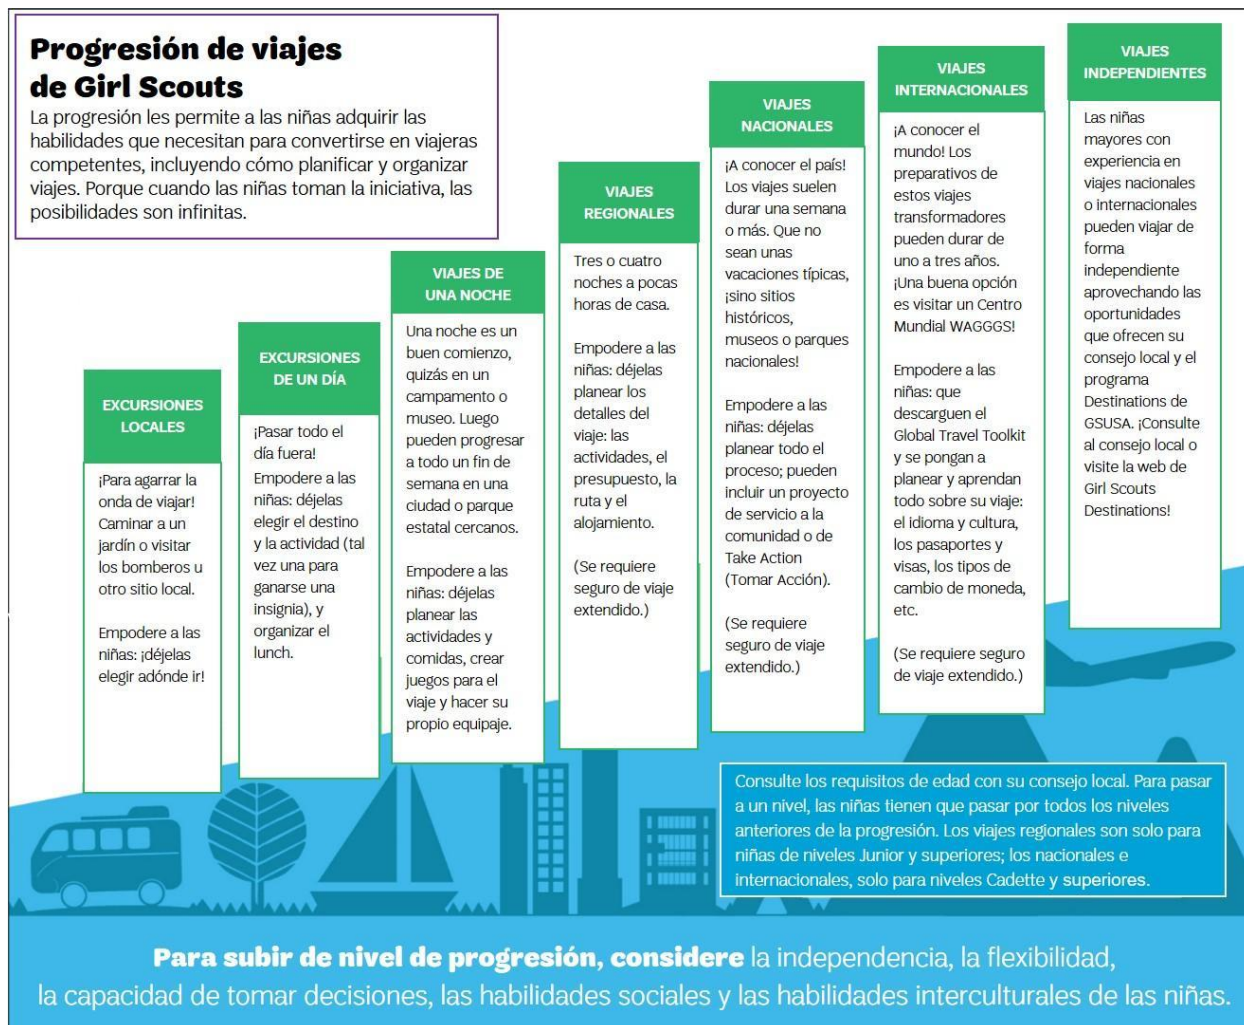 Progresión de viajes
de Girl Scouts
La progresión les permite a las niñas adquirir las
habilidades que necesitan para convertirse en viajeras
competentes, incluyendo cómo planificar y organizar
viajes. Porque cuando las niñas toman la iniciativa, las
posibilidades son infinitas.
EXCURSIONES
LOCALES
¡Para agarrar la
onda de viajar!
Caminar a un
jardín o visitar
los bomberos u
otro sitio local.
Empodere a las
niñas: ¡déjelas
elegir adónde ir!
EXCURSIONES
DE UN DÍA
¡Pasar todo el
día fuera!
Empodere a las
niñas: déjelas
elegir el destino
y la actividad (tal
vez una para
ganarse una
insignia), y
organizar el
lunch.
VIAJES DE
UNA NOCHE
Una noche es un
buen comienzo,
quizás en un
campamento o
museo. Luego
pueden progresar
a todo un fin de
semana en una
ciudad o parque
estatal cercanos.
Empodere a las
niñas: déjelas
planear las
actividades y
comidas, crear
juegos para el
viaje y hacer su
propio equipaje.
VIAJES
REGIONALES
Tres o cuatro
noches a pocas
horas de casa.
Empodere a las
niñas: déjelas
planear los
detalles del
viaje: las
actividades, el
presupuesto, la
ruta y el
alojamiento.
(Se requiere
seguro de viaje
extendido.)
VIAJES
NACIONALES
¡A conocer el país!
Los viajes suelen
durar una semana
o más. Que no
sean unas
vacaciones típicas,
¡sino sitios
históricos,
museos o parques
nacionales!
Empodere a las
niñas: déjelas
planear todo el
proceso; pueden
incluir un proyecto
de servicio a la
comunidad o de
Take Action
(Tomar Acción).
(Se requiere
seguro de viaje
extendido.)
VIAJES
INTERNACIONALES
¡A conocer el
mundo! Los
preparativos de
estos viajes
transformadores
pueden durar de
uno a tres años.
¡Una buena opción
es visitar un Centro
Mundial WAGGGS!
Empodere a las
niñas: que
descarguen el
Global Travel Toolkit
y se pongan a
planear y aprendan
todo sobre su viaje:
el idioma y cultura,
los pasaportes y
visas, los tipos de
cambio de moneda,
etc.
(Se requiere seguro
de viaje extendido.)
VIAJES
INDEPENDIENTES
Las niñas
mayores con
experiencia en
viajes nacionales
o internacionales
pueden viajar de
forma
independiente
aprovechando las
oportunidades
que ofrecen su
consejo local y el
programa
Destinations de
GSUSA. ¡Consulte
al consejo local o
visite la web de
Girl Scouts
Destinations!
Consulte los requisitos de edad con su consejo local. Para pasar
a un nivel, las niñas tienen que pasar por todos los niveles
anteriores de la progresión. Los viajes regionales son solo para
niñas de niveles Junior y superiores; los nacionales e
internacionales, solo para niveles Cadette y superiores.
Para subir de nivel de progresión, considere la independencia, la flexibilidad,
la capacidad de tomar decisiones, las habilidades sociales y las habilidades interculturales de las niñas.